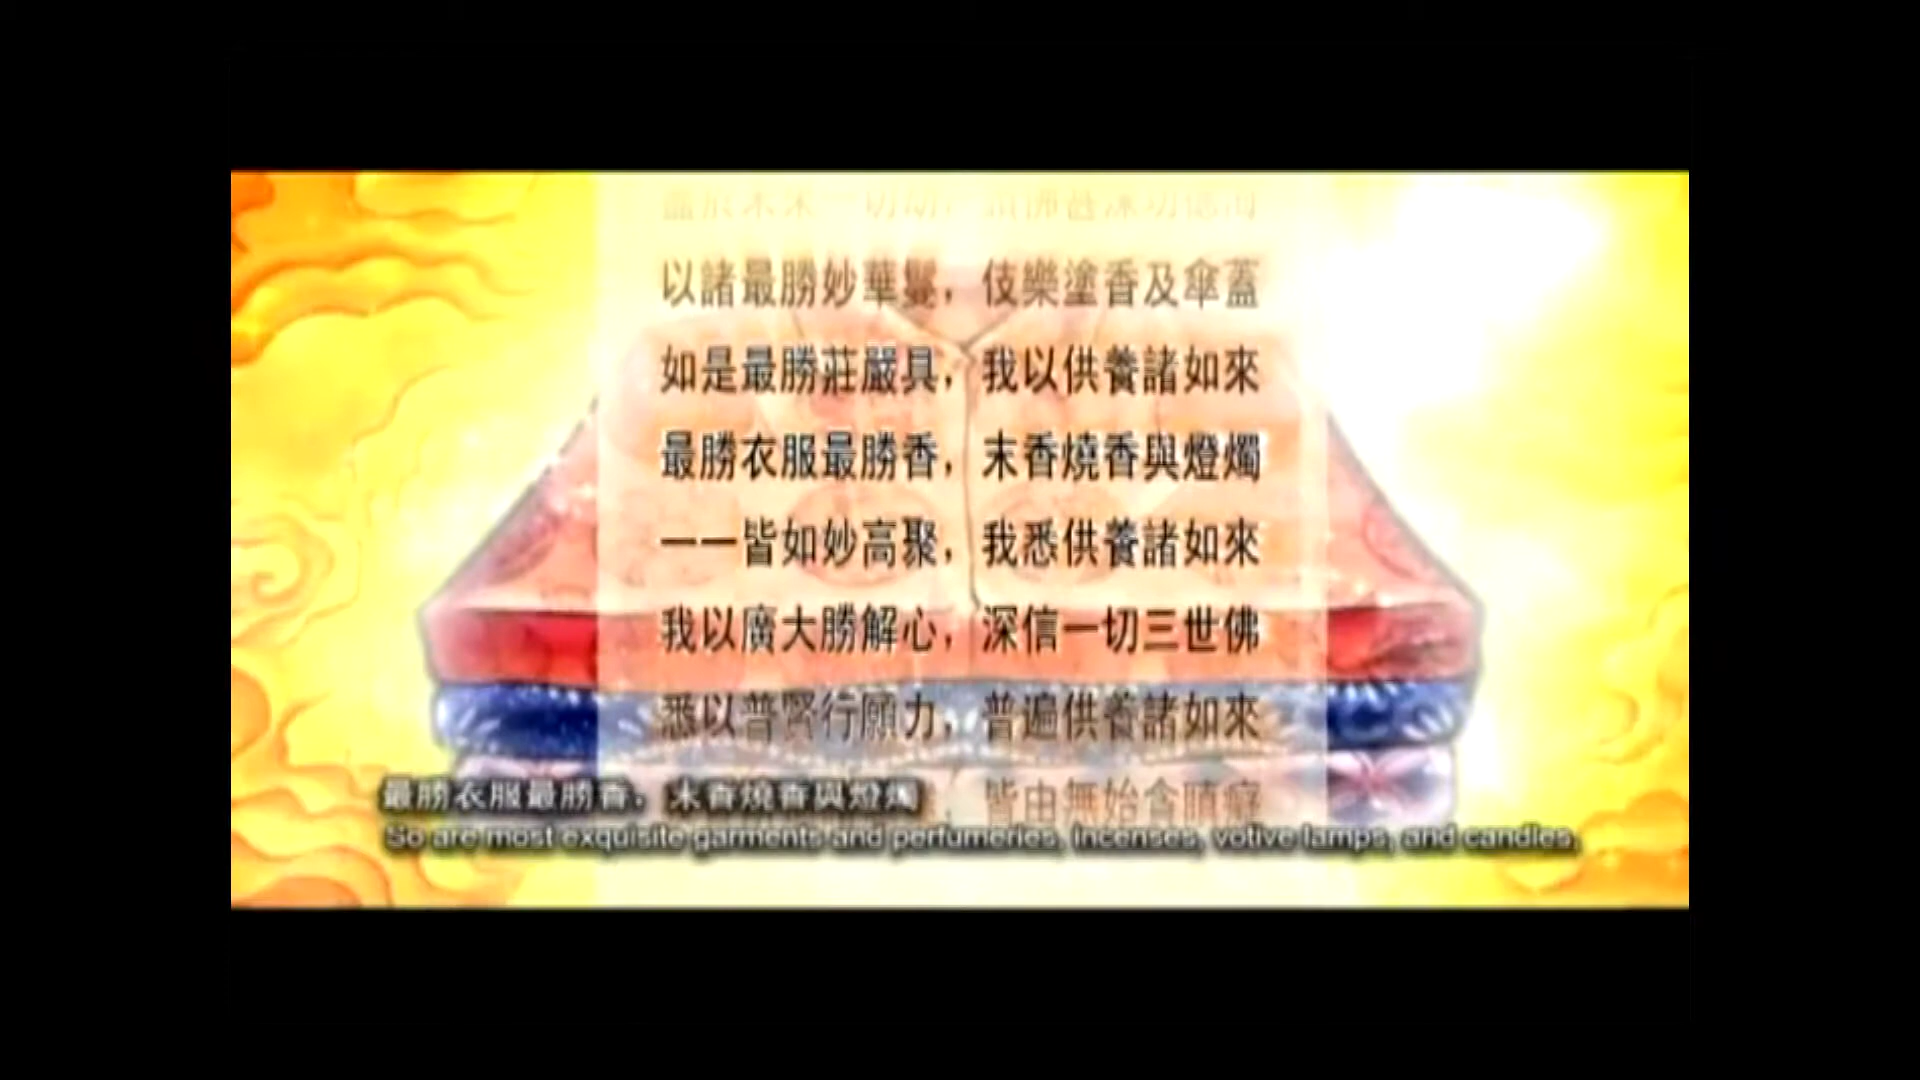 以諸最勝妙華鬘，伎樂塗香及傘蓋
如是最勝莊嚴具，我以供養諸如來
最勝衣服最勝香，末香燒香與燈燭
一一皆如妙高聚，我悉供養諸如來
我以廣大勝解心，深信一切三世佛
悉以普賢行願力，普遍供養諸如來
皆由無始貪瞋癡
最勝衣服最勝香，末香燒香與燈燭
So are most exquisite garments and perfumeries, incenses, votive lamps, and candles,